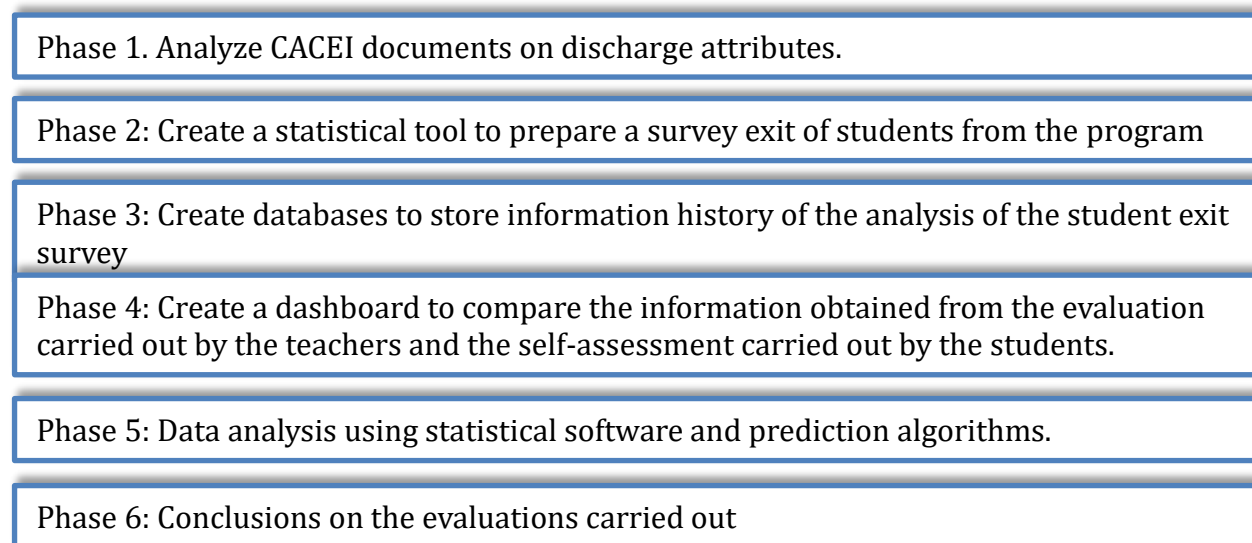 Phase 1. Analyze CACEI documents on discharge attributes.
Phase 2: Create a statistical tool to prepare a survey exit of students from the program
Phase 3: Create databases to store information history of the analysis of the student exit
survey
Phase 4: Create a dashboard to compare the information obtained from the evaluation
carried out by the teachers and the self-assessment carried out by the students.
Phase 5: Data analysis using statistical software and prediction algorithms.
Phase 6: Conclusions on the evaluations carried out